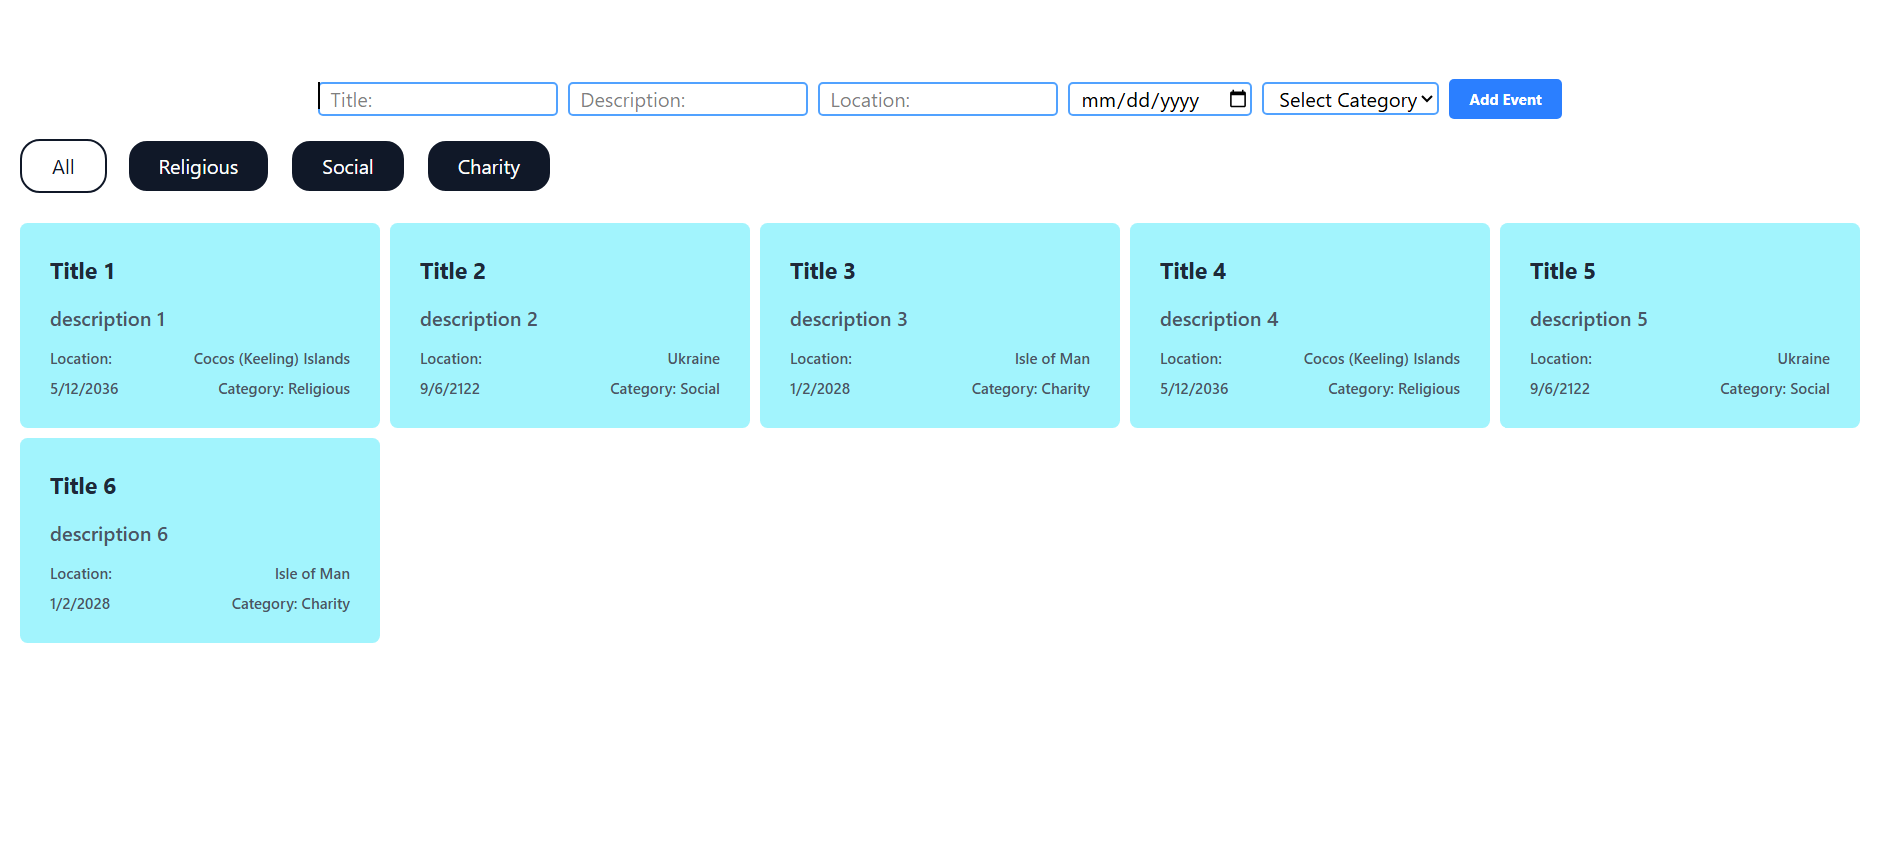 Title: Description: Location: mm/dd/yyyy Select Category Add Event
All Religious Social Charity
Title 1
description 1
Location: Cocos (Keeling) Islands
5/12/2036 Category: Religious
Title 2
description 2
Location: Ukraine
9/6/2122 Category: Social
Title 3
description 3
Location: Isle of Man
1/2/2028 Category: Charity
Title 4
description 4
Location: Cocos (Keeling) Islands
5/12/2036 Category: Religious
Title 5
description 5
Location: Ukraine
9/6/2122 Category: Social
Title 6
description 6
Location: Isle of Man
1/2/2028 Category: Charity